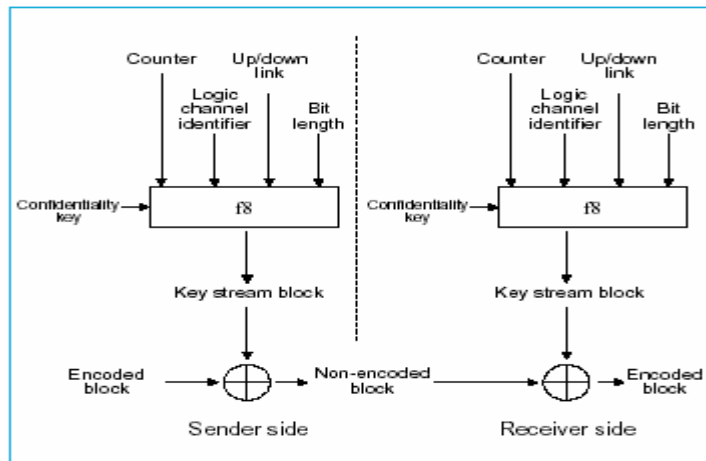 Counter
Up/down
link
Logic
channel
identifier
Bit
length
Confidentiality
key
f8
Key stream block
Encoded
block
Non-encoded
block
Sender side
Counter
Up/down
link
Logic
channel
identifier
Bit
length
Confidentiality
key
f8
Key stream block
Encoded
block
Receiver side